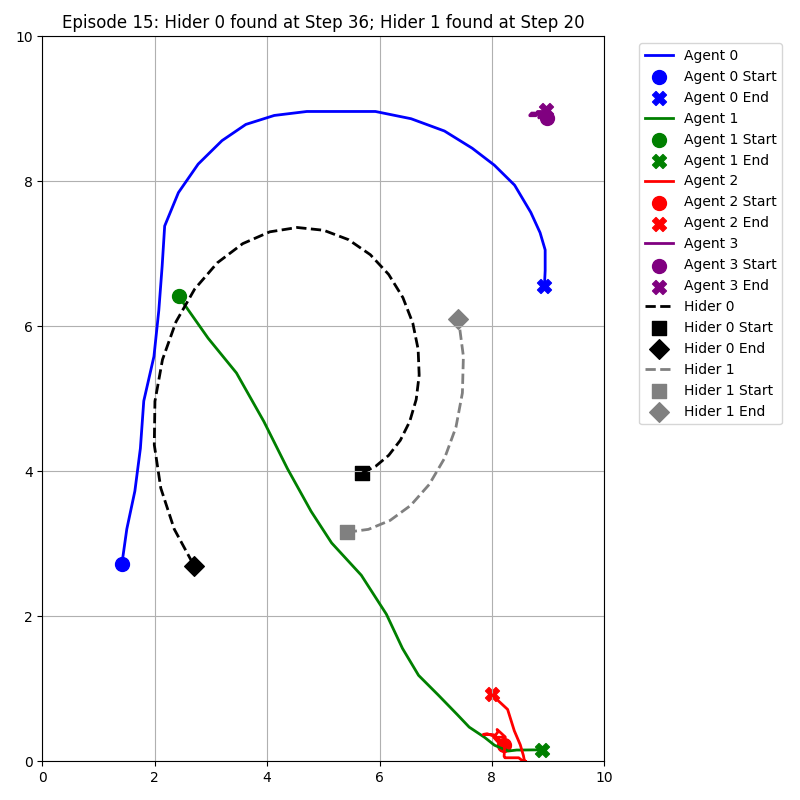 Episode 15: Hider 0 found at Step 36; Hider 1 found at Step 20
10
8
6
4
2
0
0
2
4
6
8
10
Agent 0
Agent 0 Start
Agent 0 End
Agent 1
Agent 1 Start
Agent 1 End
Agent 2
Agent 2 Start
Agent 2 End
Agent 3
Agent 3 Start
Agent 3 End
Hider 0
Hider 0 Start
Hider 0 End
Hider 1
Hider 1 Start
Hider 1 End